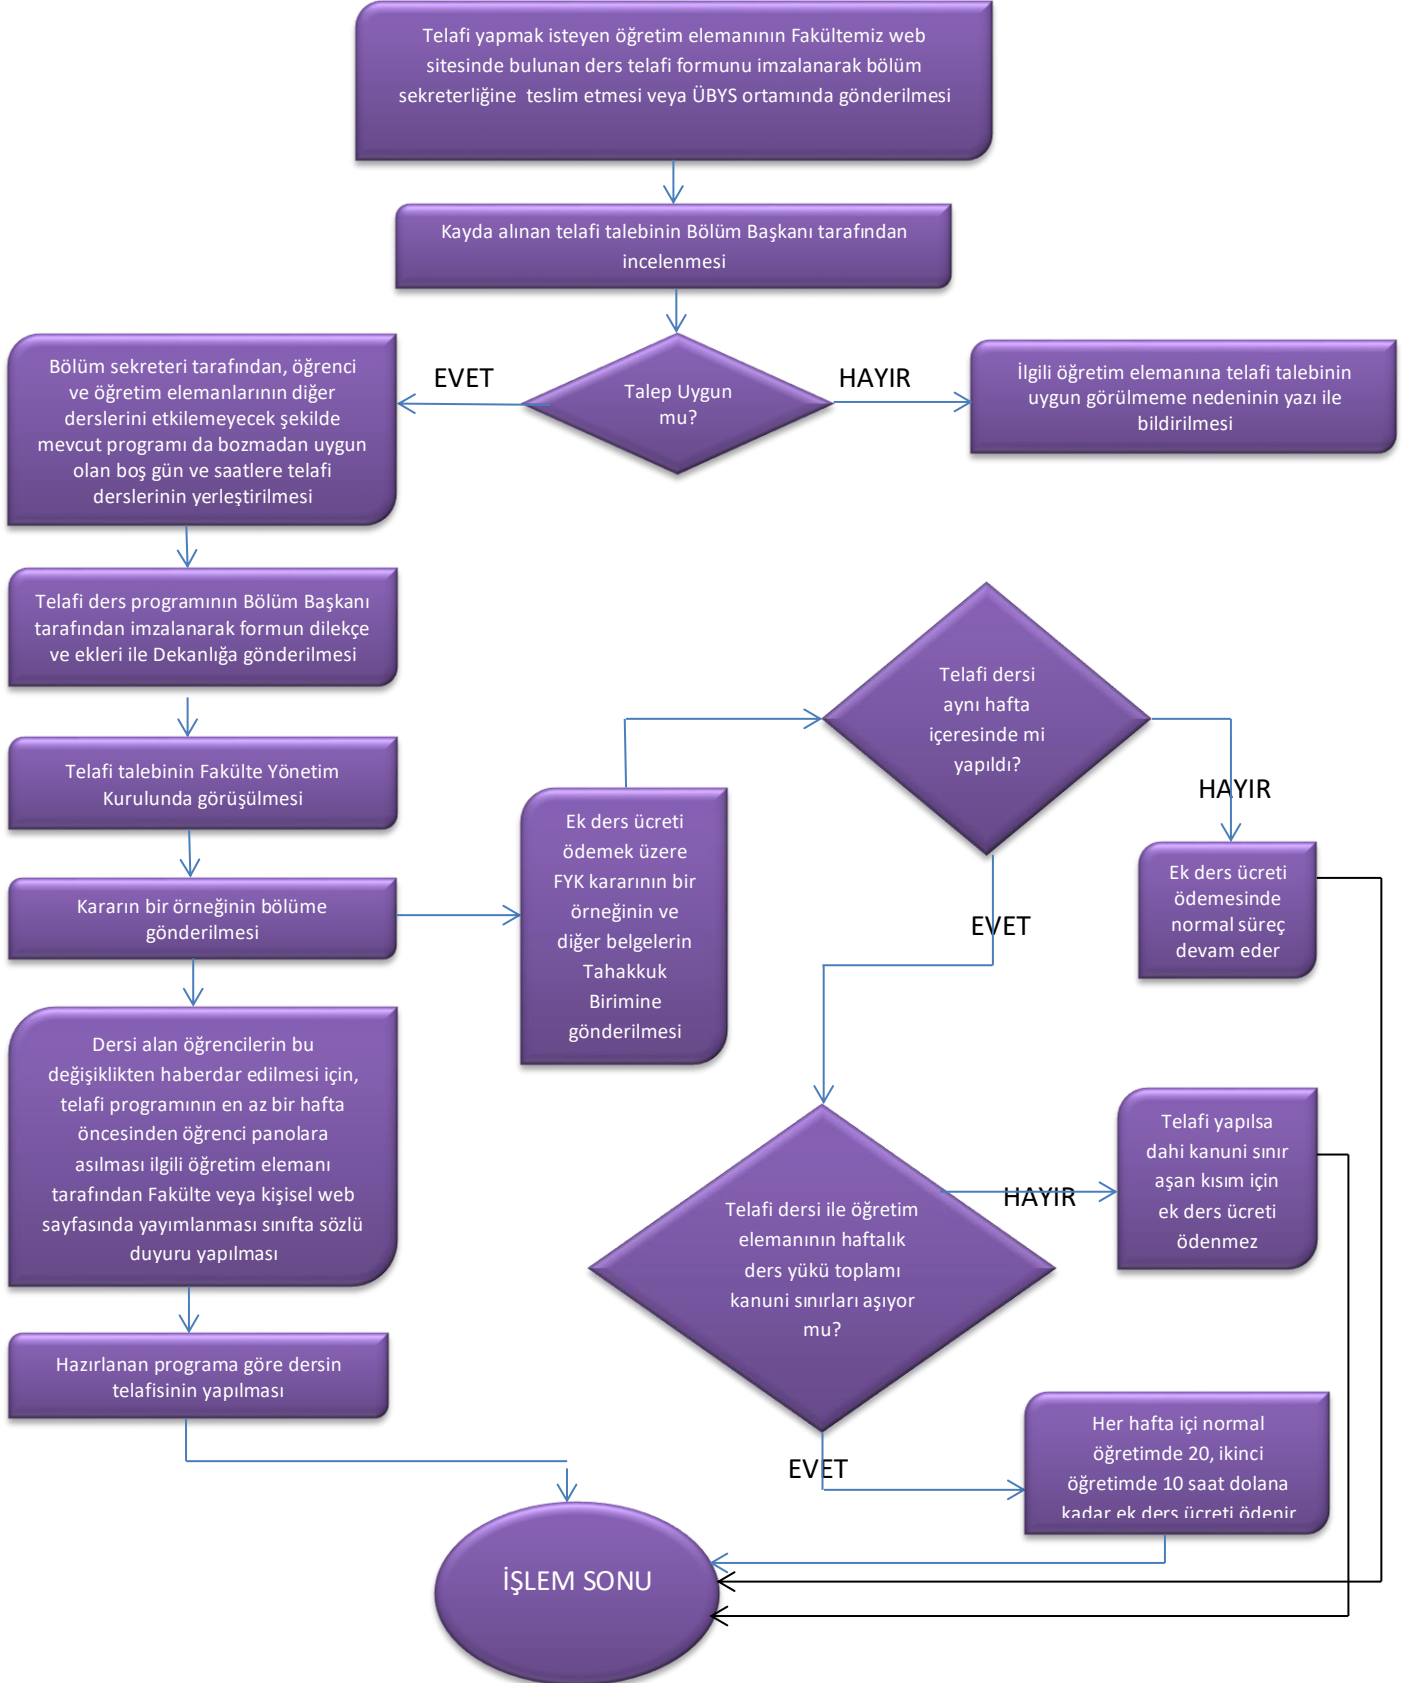 Telafi yapmak isteyen öğretim elemanının Fakültemiz web
sitesinde bulunan ders telafi formunu imzalanarak bölüm
sekreterliğine teslim etmesi veya ÜBYS ortamında gönderilmesi
Kayda alınan telafi talebinin Bölüm Başkanı tarafından
incelenmesi
Talep Uygun
mu?
EVET
HAYIR
Bölüm sekreteri tarafından, öğrenci
ve öğretim elemanlarının diğer
derslerini etkilemeyecek şekilde
mevcut programı da bozmadan uygun
olan boş gün ve saatlere telafi
derslerinin yerleştirilmesi
İlgili öğretim elemanına telafi talebinin
uygun görülmeme nedeninin yazı ile
bildirilmesi
Telafi ders programının Bölüm Başkanı
tarafından imzalanarak formun dilekçe
ve ekleri ile Dekanlığa gönderilmesi
Telafi talebinin Fakülte Yönetim
Kurulunda görüşülmesi
Kararın bir örneğinin bölüme
gönderilmesi
Ek ders ücreti
ödemek üzere
FYK kararının bir
örneğinin ve
diğer belgelerin
Tahakkuk
Birimine
gönderilmesi
Telafi dersi
aynı hafta
içeresinde mi
yapıldı?
HAYIR
Ek ders ücreti
ödemesinde
normal süreç
devam eder
EVET
Dersi alan öğrencilerin bu
değişiklikten haberdar edilmesi için,
telafi programının en az bir hafta
öncesinden öğrenci panolara
asılması ilgili öğretim elemanı
tarafından Fakülte veya kişisel web
sayfasında yayımlanması sınıfta sözlü
duyuru yapılması
Telafi dersi ile öğretim
elemanının haftalık
ders yükü toplamı
kanuni sınırları aşıyor
mu?
HAYIR
Telafi yapılsa
dahi kanuni sınır
aşan kısım için
ek ders ücreti
ödenmez
Hazırlanan programa göre dersin
telafisinin yapılması
EVET
Her hafta içi normal
öğretimde 20, ikinci
öğretimde 10 saat dolana
kadar ek ders ücreti ödenir
İŞLEM SONU